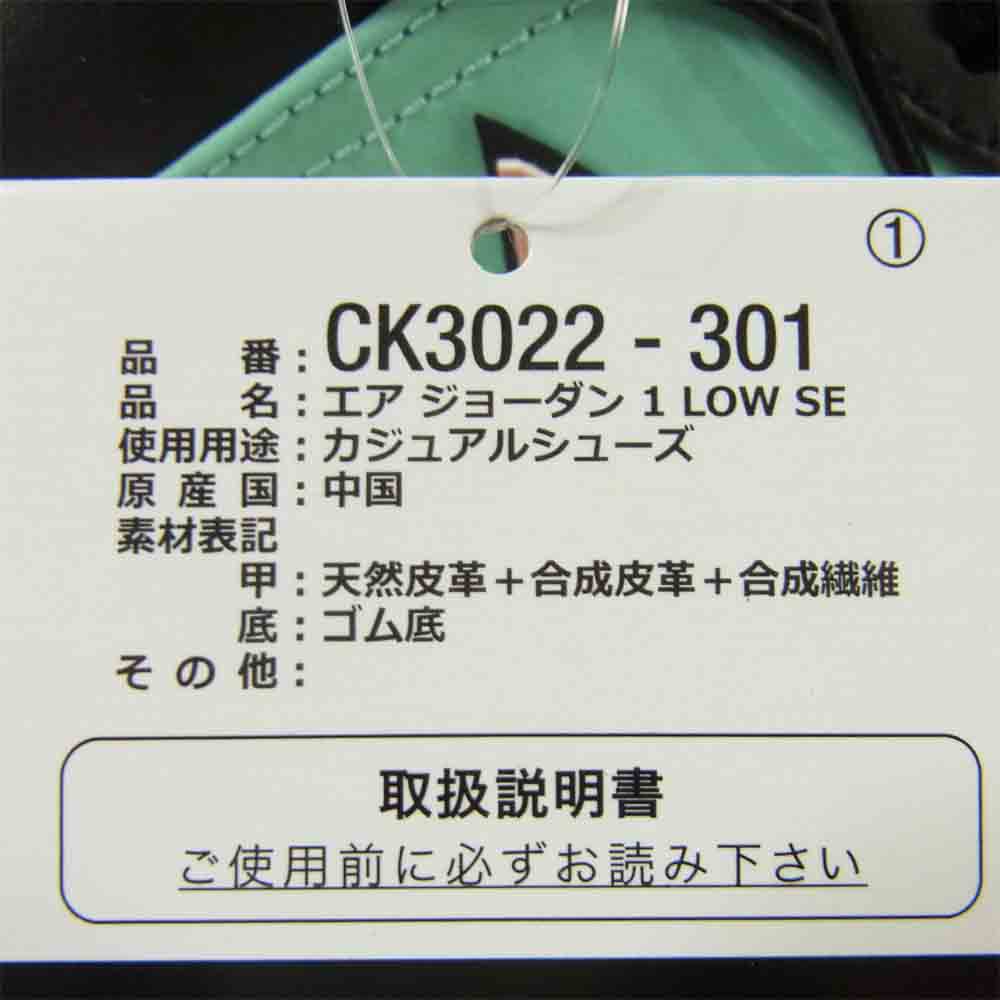 ①
品番：CK3022 - 301
品名：エア ジョーダン 1 LOW SE
使用用途：カジュアルシューズ
原産国：中国
素材表記
甲：天然皮革＋合成皮革＋合成繊維
底：ゴム底
その他：
取扱説明書
ご使用前に必ずお読み下さい